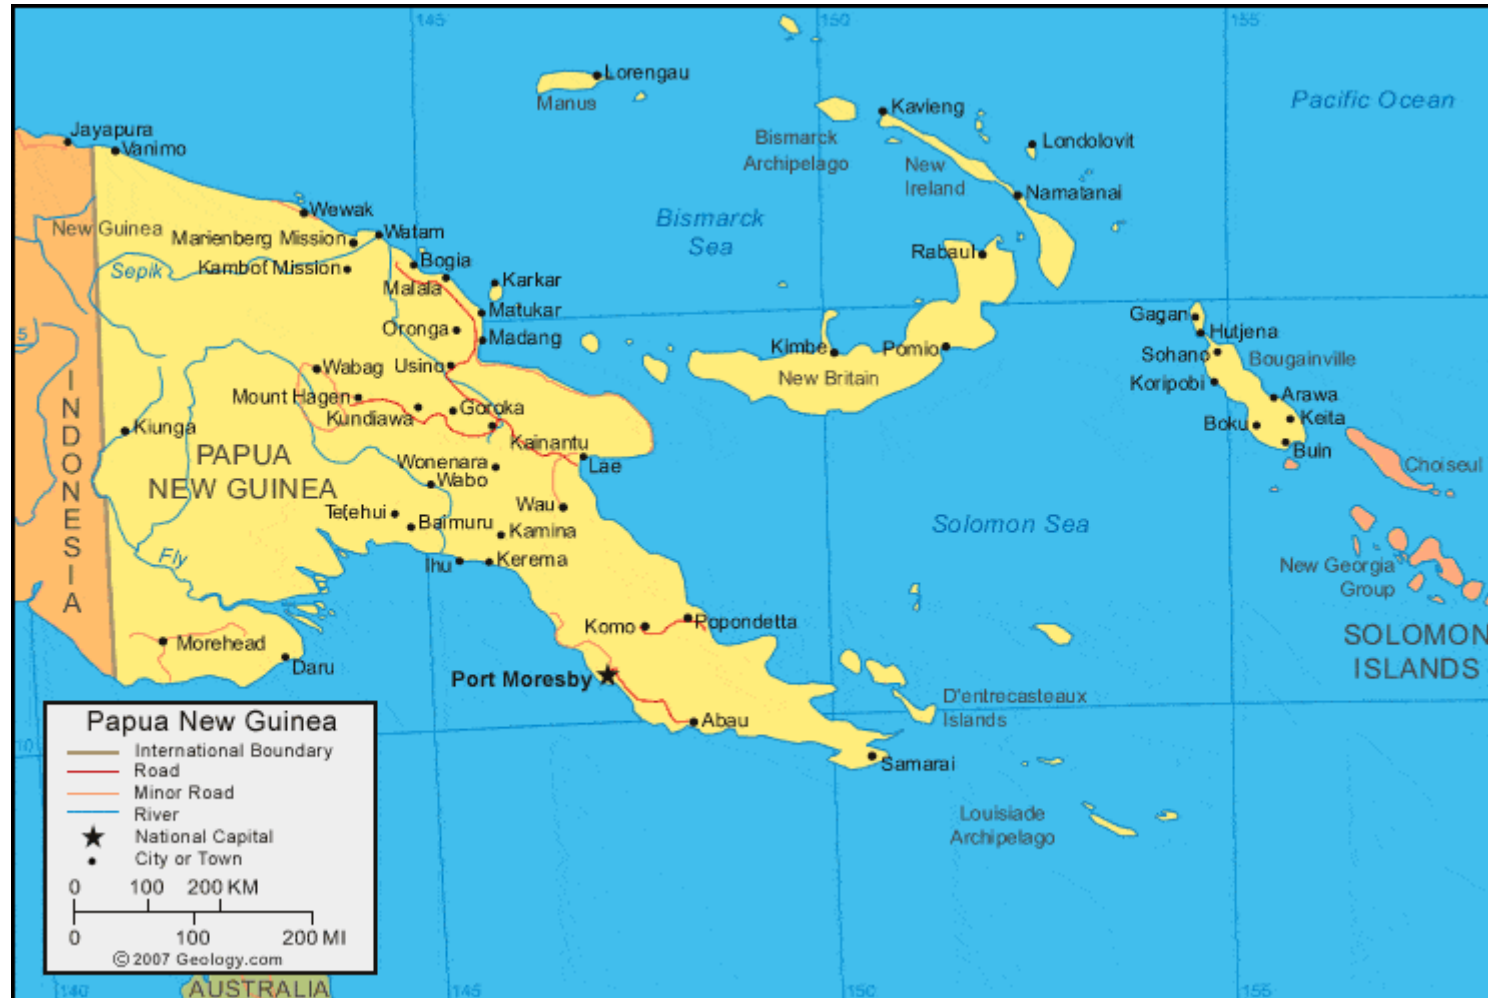 145
150
155
Lorengau
Manus
Kavieng
Pacific Ocean
Jayapura
Vanimo
Bismarck
Archipelago
New
Ireland
Londolovit
Namatanai
Wewak
New Guinea
Marienberg Mission
Watam
Bismarck
Sea
Rabaul
Sepik
Kambot Mission
Bogia
Malala
Karkar
Matukar
Oronga
Madang
Gagan
Hutjena
5
Kimbe
Pomio
Sohano
Bougainville
Wabag
Usino
New Britain
Koripobi
Mount Hagen
Kundiawa
Goroka
Arawa
Keita
Boku
Buin
Kiunga
Kainantu
INDONESIA
PAPUA
NEW GUINEA
Wonenara
Wabo
Lae
Choiseul
Wau
Baimuru
Kamina
Solomon Sea
Fly
Ihu
Kerema
New Georgia
Group
Morehead
Daru
Komo
Popondetta
SOLOMON
ISLANDS
Port Moresby
Abau
D'entrecasteaux
Islands
Samarai
Louisiade
Archipelago
10
Papua New Guinea
International Boundary
Road
Minor Road
River
National Capital
City or Town
0 100 200 KM
0 100 200 MI
© 2007 Geology.com
AUSTRALIA
140
145
150
155